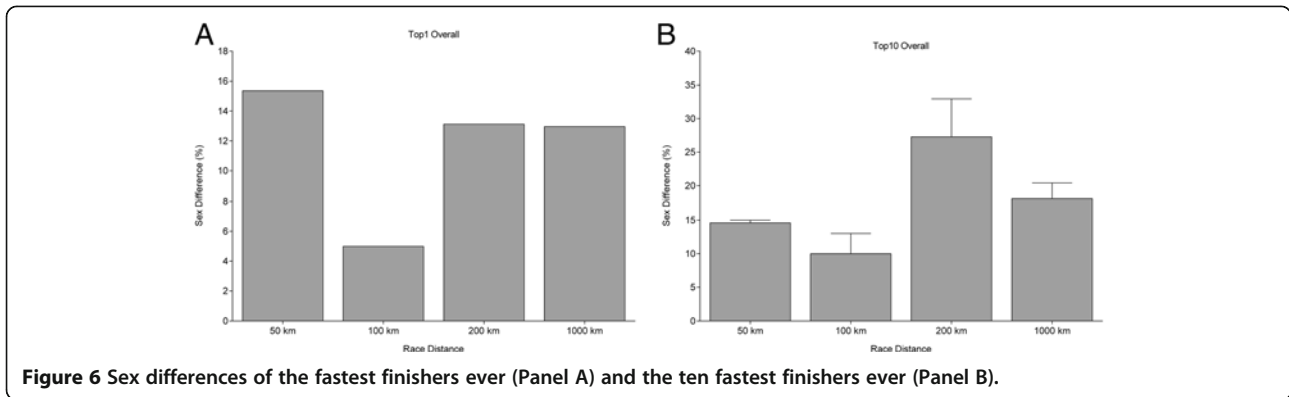 A
Top1 Overall
18
16
14
12
10
8
6
4
2
0
Sex Difference (%)
50 km
100 km
200 km
1000 km
Race Distance
B
Top10 Overall
40
35
30
25
20
15
10
5
0
Sex Difference (%)
50 km
100 km
200 km
1000 km
Race Distance
Figure 6 Sex differences of the fastest finishers ever (Panel A) and the ten fastest finishers ever (Panel B).